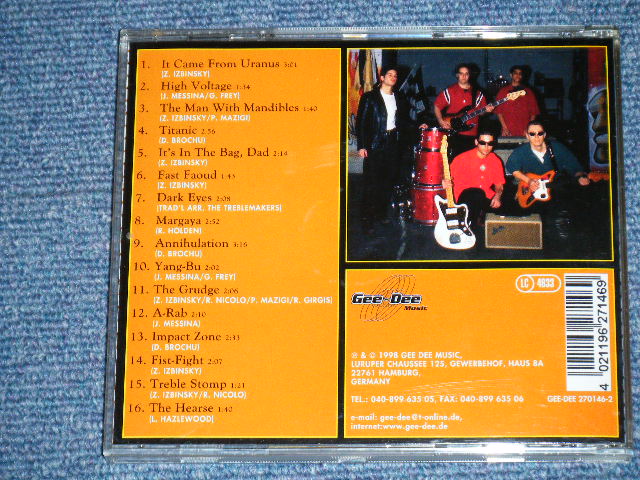 1. It Came From Uranus 3:01
(Z. IZBINSKY)
2. High Voltage 1:34
(J. MESSINA/G. FREY)
3. The Man With Mandibles 1:40
(Z. IZBINSKY/P. MAZIGI)
4. Titanic 2:56
(D. BROCHU)
5. It's In The Bag, Dad 2:14
(Z. IZBINSKY)
6. Fast Faoud 1:43
(Z. IZBINSKY)
7. Dark Eyes 2:08
(TRAD'L ARR. THE TREBLEMAKERS)
8. Margaya 2:52
(R. HOLDEN)
9. Annihulation 3:16
(D. BROCHU)
10. Yang-Bu 2:02
(J. MESSINA/G. FREY)
11. The Grudge 2:06
(Z. IZBINSKY/R. NICOLO/P. MAZIGI/R. GIRGIS)
12. A-Rab 2:10
(J. MESSINA)
13. Impact Zone 2:33
(D. BROCHU)
14. Fist-Fight 2:07
(Z. IZBINSKY)
15. Treble Stomp 1:21
(Z. IZBINSKY/R. NICOLO)
16. The Hearse 1:40
(L. HAZLEWOOD)
Gee-Dee
Music
LC 4833
4 021196 271469
℗ & © 1998 GEE DEE MUSIC,
LURUPER CHAUSSEE 125, GEWERBEHOF, HAUS 8A
22761 HAMBURG,
GERMANY
TEL.: 040-899 635 05, FAX: 040-899 635 06
GEE-DEE 270146-2
e-mail: gee-dee@t-online.de,
internet:www.gee-dee.de